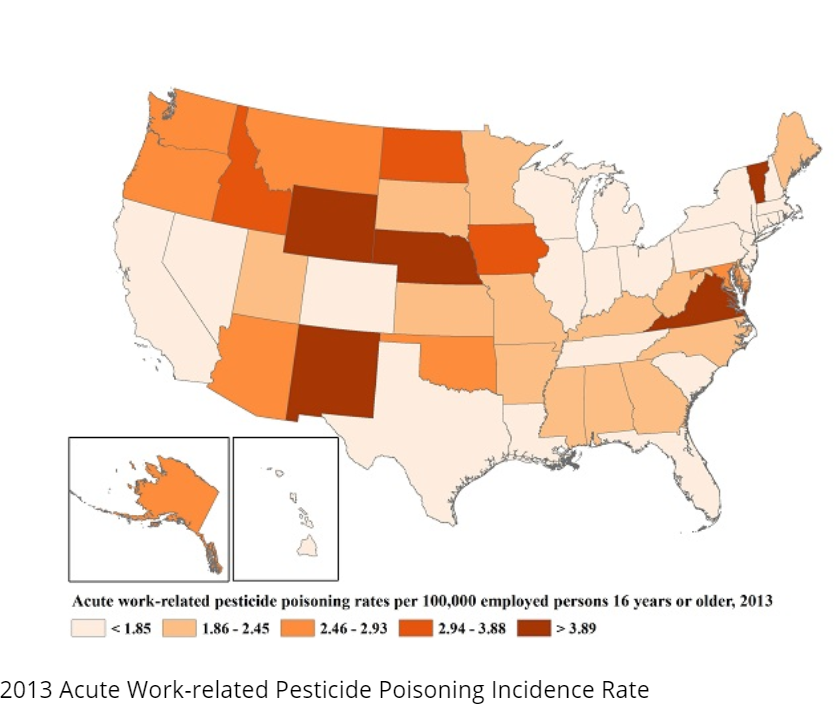 Acute work-related pesticide poisoning rates per 100,000 employed persons 16 years or older, 2013
< 1.85 1.86 - 2.45 2.46 - 2.93 2.94 - 3.88 > 3.89
2013 Acute Work-related Pesticide Poisoning Incidence Rate